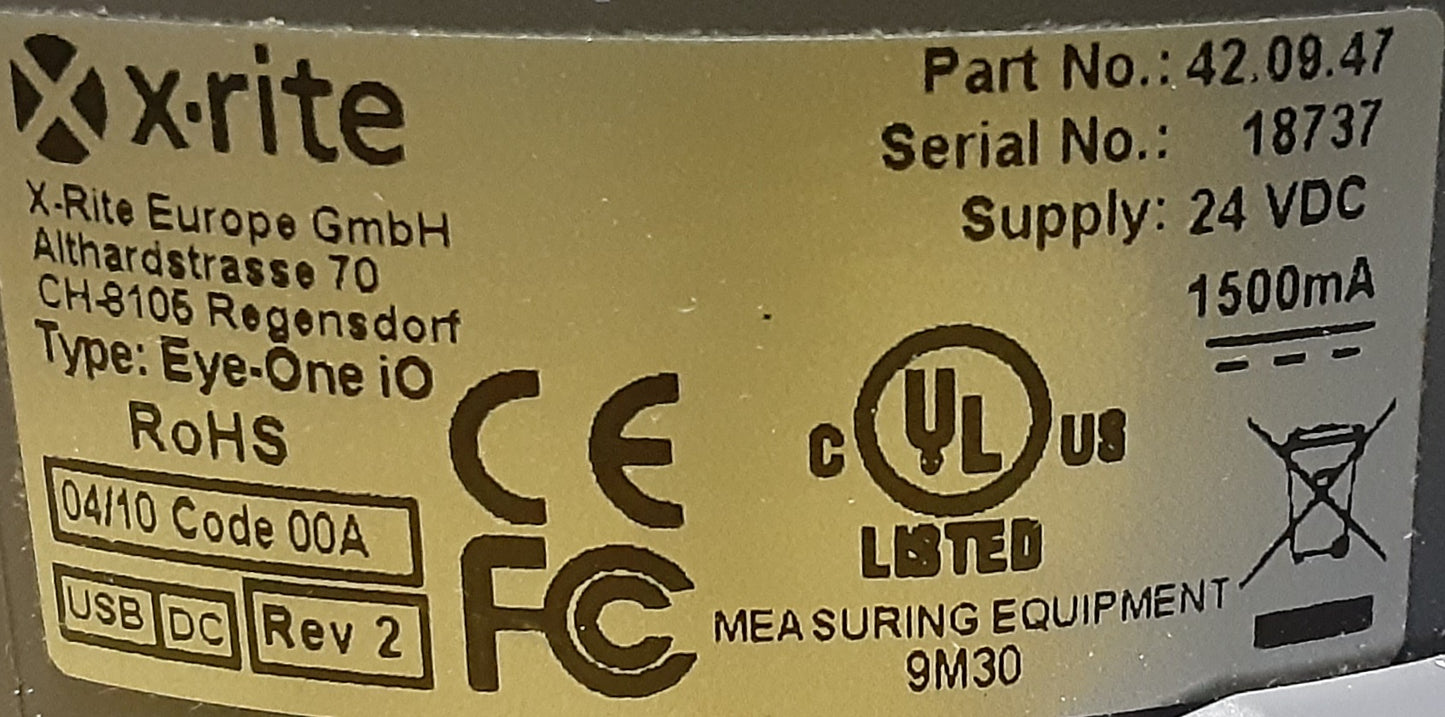 x·rite
X-Rite Europe GmbH
Althardstrasse 70
CH-8105 Regensdorf
Type: Eye-One iO
RoHS
04/10 Code 00A
USB DC Rev 2
CE
FC
Part No.: 42.09.47
Serial No.: 18737
Supply: 24 VDC
1500mA
C UL US
LISTED
MEASURING EQUIPMENT
9M30